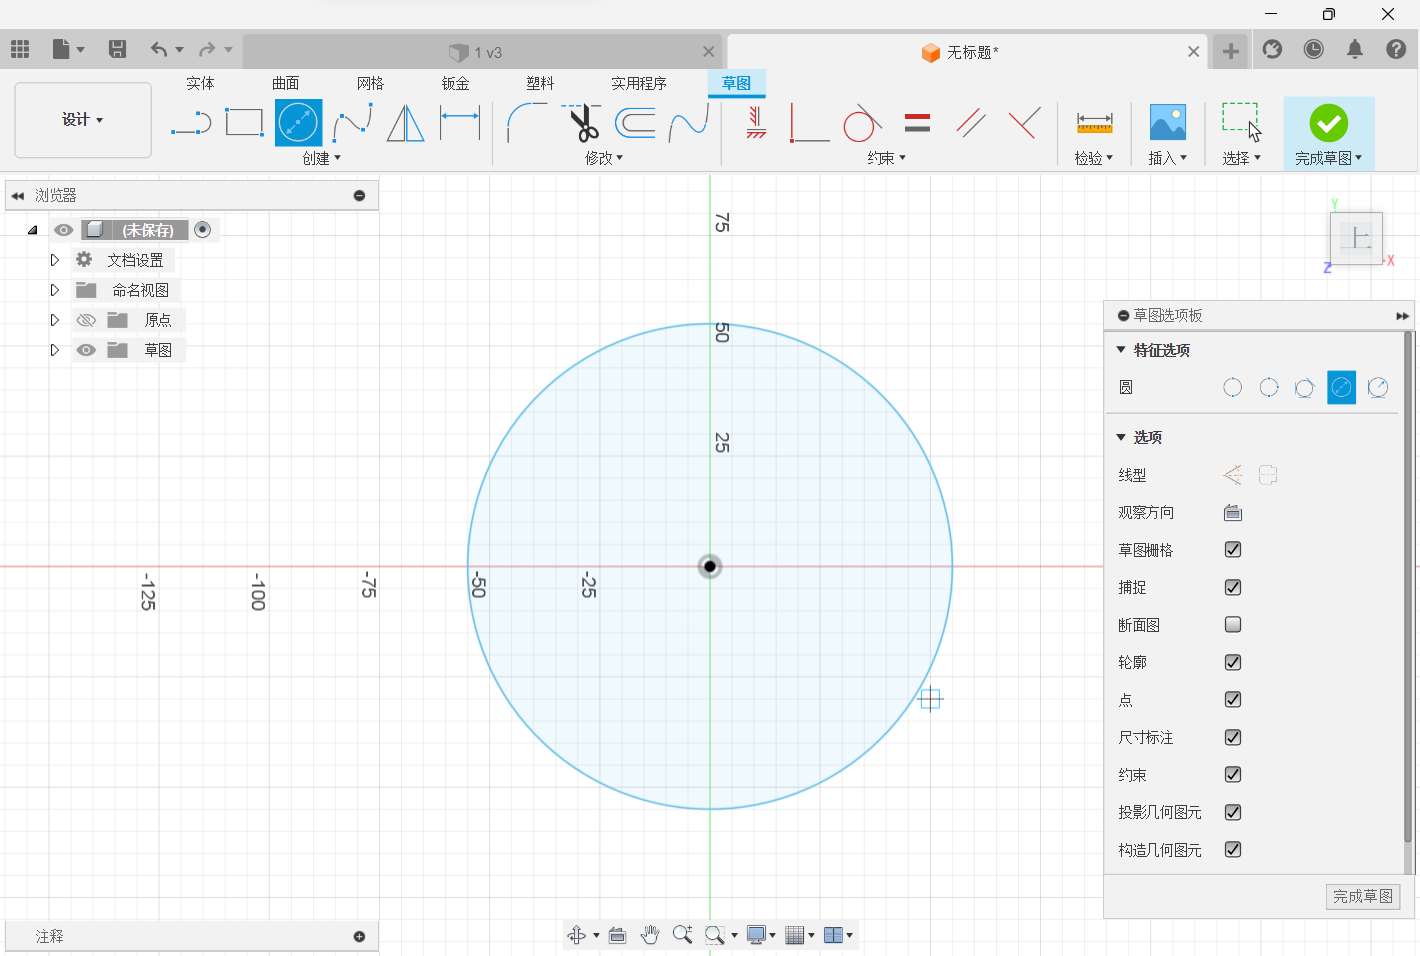 1 v3
无标题*
设计
实体
曲面
网格
钣金
塑料
实用程序
草图
创建
修改
约束
检验
插入
选择
完成草图
浏览器
(未保存)
文档设置
命名视图
原点
草图
75
50
25
-125
-100
-75
-50
-25
Y
上
Z
X
草图选项板
特征选项
圆
选项
线型
观察方向
草图栅格
捕捉
断面图
轮廓
点
尺寸标注
约束
投影几何图元
构造几何图元
完成草图
注释